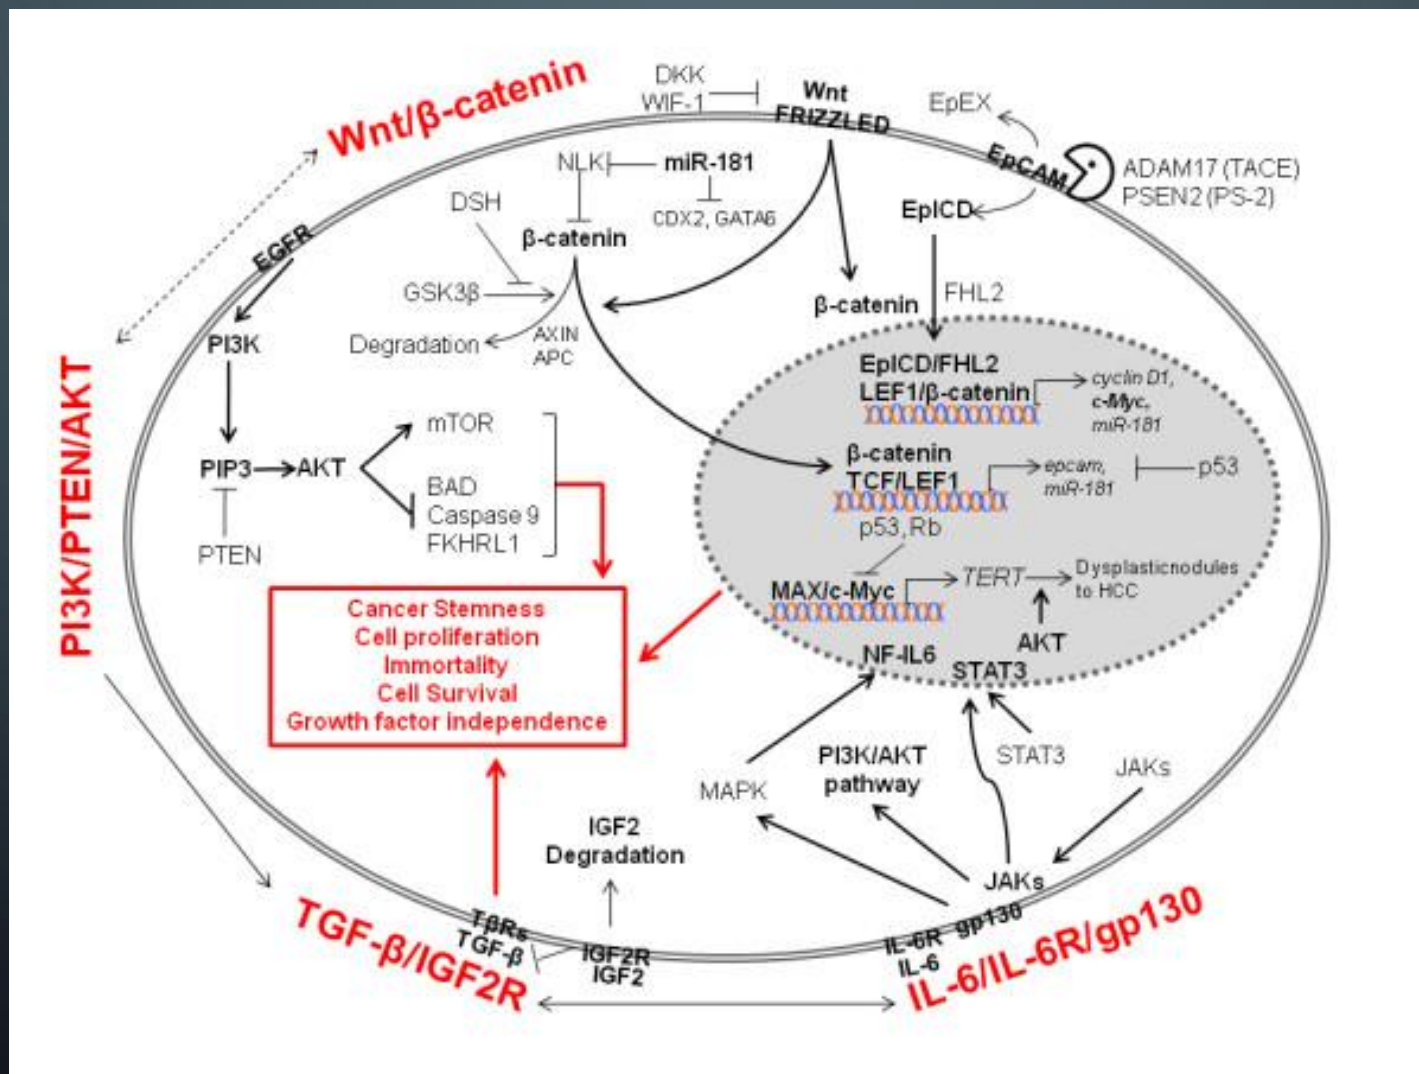 Wnt/β-catenin
DKK
WIF-1
Wnt
FRIZZLED
EpEX
EpCAM
ADAM17 (TACE)
PSEN2 (PS-2)
NLK
miR-181
CDX2, GATA6
DSH
β-catenin
EpICD
EGFR
GSK3β
β-catenin
FHL2
PI3K
Degradation
AXIN
APC
EpICD/FHL2
LEF1/β-catenin
cyclin D1,
c-Myc,
miR-181
PI3K/PTEN/AKT
mTOR
PIP3
AKT
BAD
Caspase 9
FKHRL1
PTEN
β-catenin
TCF/LEF1
epcam,
miR-181
p53
p53, Rb
MAX/c-Myc
TERT
Dysplasticnodules
to HCC
AKT
NF-IL6
STAT3
Cancer Stemness
Cell proliferation
Immortality
Cell Survival
Growth factor independence
MAPK
PI3K/AKT
pathway
STAT3
JAKs
IGF2
Degradation
JAKs
TβRs
TGF-β
IGF2R
IGF2
IL-6R gp130
IL-6
TGF-β/IGF2R
IL-6/IL-6R/gp130